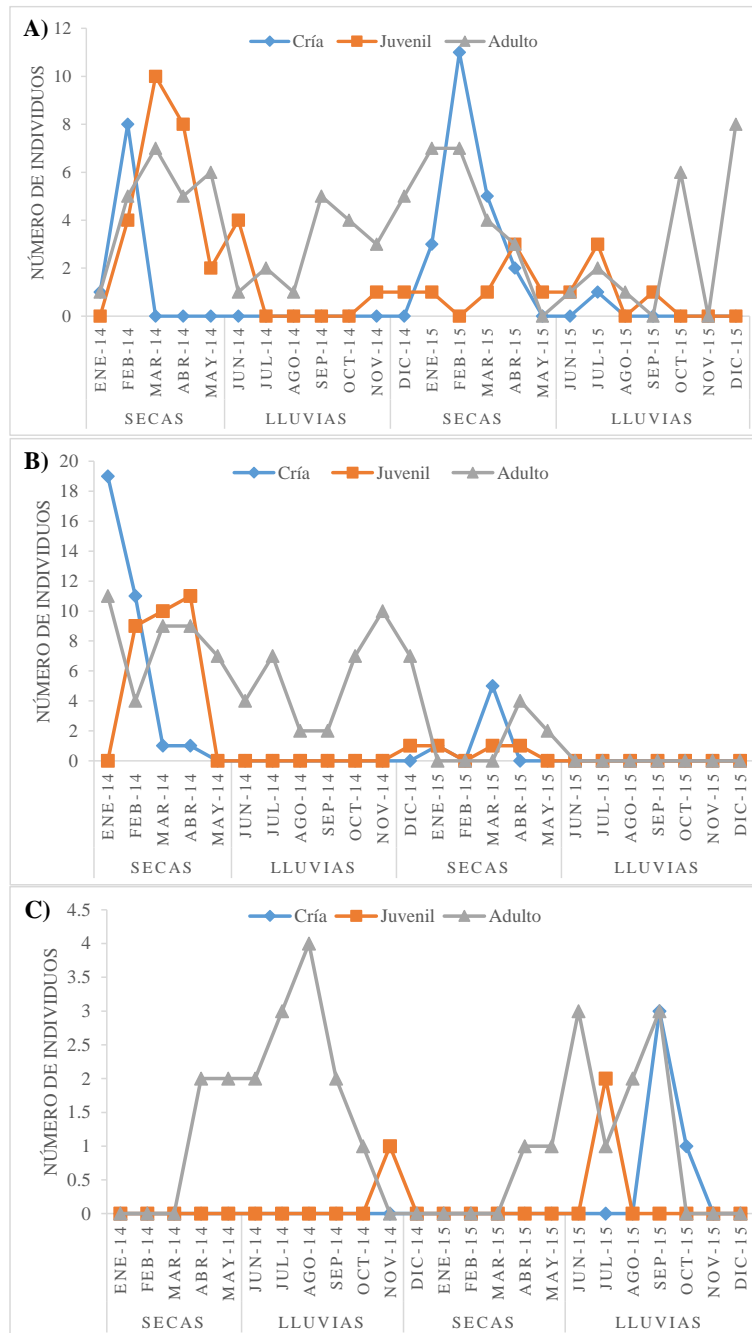 A)
Cría Juvenil Adulto
NÚMERO DE INDIVIDUOS
12
10
8
6
4
2
0
ENE-14 FEB-14 MAR-14 ABR-14 MAY-14 JUN-14 JUL-14 AGO-14 SEP-14 OCT-14 NOV-14 DIC-14 ENE-15 FEB-15 MAR-15 ABR-15 MAY-15 JUN-15 JUL-15 AGO-15 SEP-15 OCT-15 NOV-15 DIC-15
SECAS LLUVIAS SECAS LLUVIAS
B)
Cría Juvenil Adulto
NÚMERO DE INDIVIDUOS
20
18
16
14
12
10
8
6
4
2
0
ENE-14 FEB-14 MAR-14 ABR-14 MAY-14 JUN-14 JUL-14 AGO-14 SEP-14 OCT-14 NOV-14 DIC-14 ENE-15 FEB-15 MAR-15 ABR-15 MAY-15 JUN-15 JUL-15 AGO-15 SEP-15 OCT-15 NOV-15 DIC-15
SECAS LLUVIAS SECAS LLUVIAS
C)
Cría Juvenil Adulto
NÚMERO DE INDIVIDUOS
4.5
4
3.5
3
2.5
2
1.5
1
0.5
0
ENE-14 FEB-14 MAR-14 ABR-14 MAY-14 JUN-14 JUL-14 AGO-14 SEP-14 OCT-14 NOV-14 DIC-14 ENE-15 FEB-15 MAR-15 ABR-15 MAY-15 JUN-15 JUL-15 AGO-15 SEP-15 OCT-15 NOV-15 DIC-15
SECAS LLUVIAS SECAS LLUVIAS